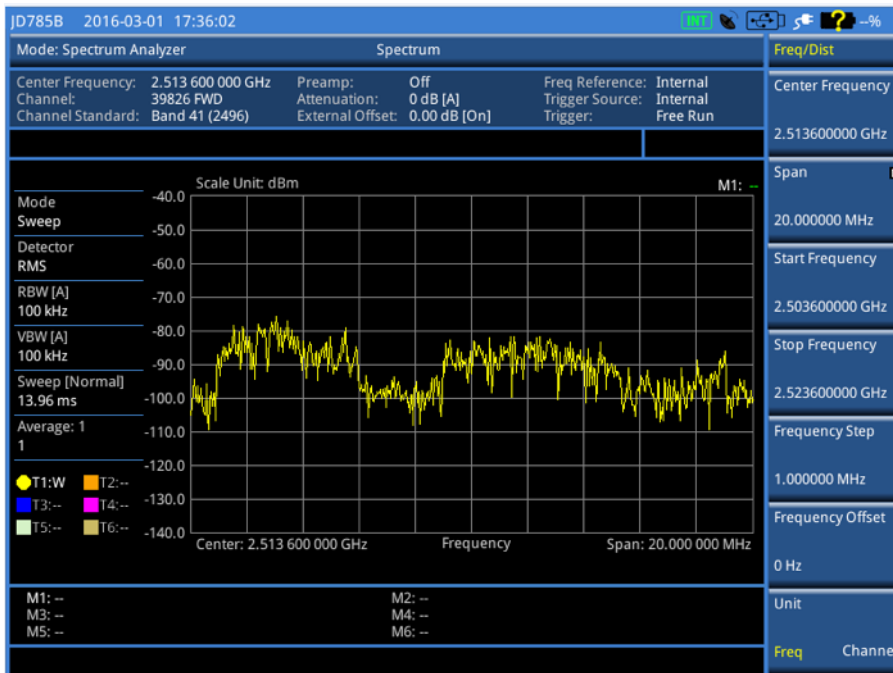 JD785B 2016-03-01 17:36:02 INT --%
Mode: Spectrum Analyzer Spectrum Freq/Dist
Center Frequency: 2.513 600 000 GHz Preamp: Off Freq Reference: Internal
Channel: 39826 FWD Attenuation: 0 dB [A] Trigger Source: Internal
Channel Standard: Band 41 (2496) External Offset: 0.00 dB [On] Trigger: Free Run
Center Frequency
2.513600000 GHz
Span
20.000000 MHz
Start Frequency
2.503600000 GHz
Stop Frequency
2.523600000 GHz
Frequency Step
1.000000 MHz
Frequency Offset
0 Hz
Unit
Freq Channe
Mode
Sweep
Detector
RMS
RBW [A]
100 kHz
VBW [A]
100 kHz
Sweep [Normal]
13.96 ms
Average: 1
1
T1:W T2:--
T3:-- T4:--
T5:-- T6:--
Scale Unit: dBm M1: --
-40.0
-50.0
-60.0
-70.0
-80.0
-90.0
-100.0
-110.0
-120.0
-130.0
-140.0
Center: 2.513 600 000 GHz Frequency Span: 20.000 000 MHz
M1: -- M2: --
M3: -- M4: --
M5: -- M6: --